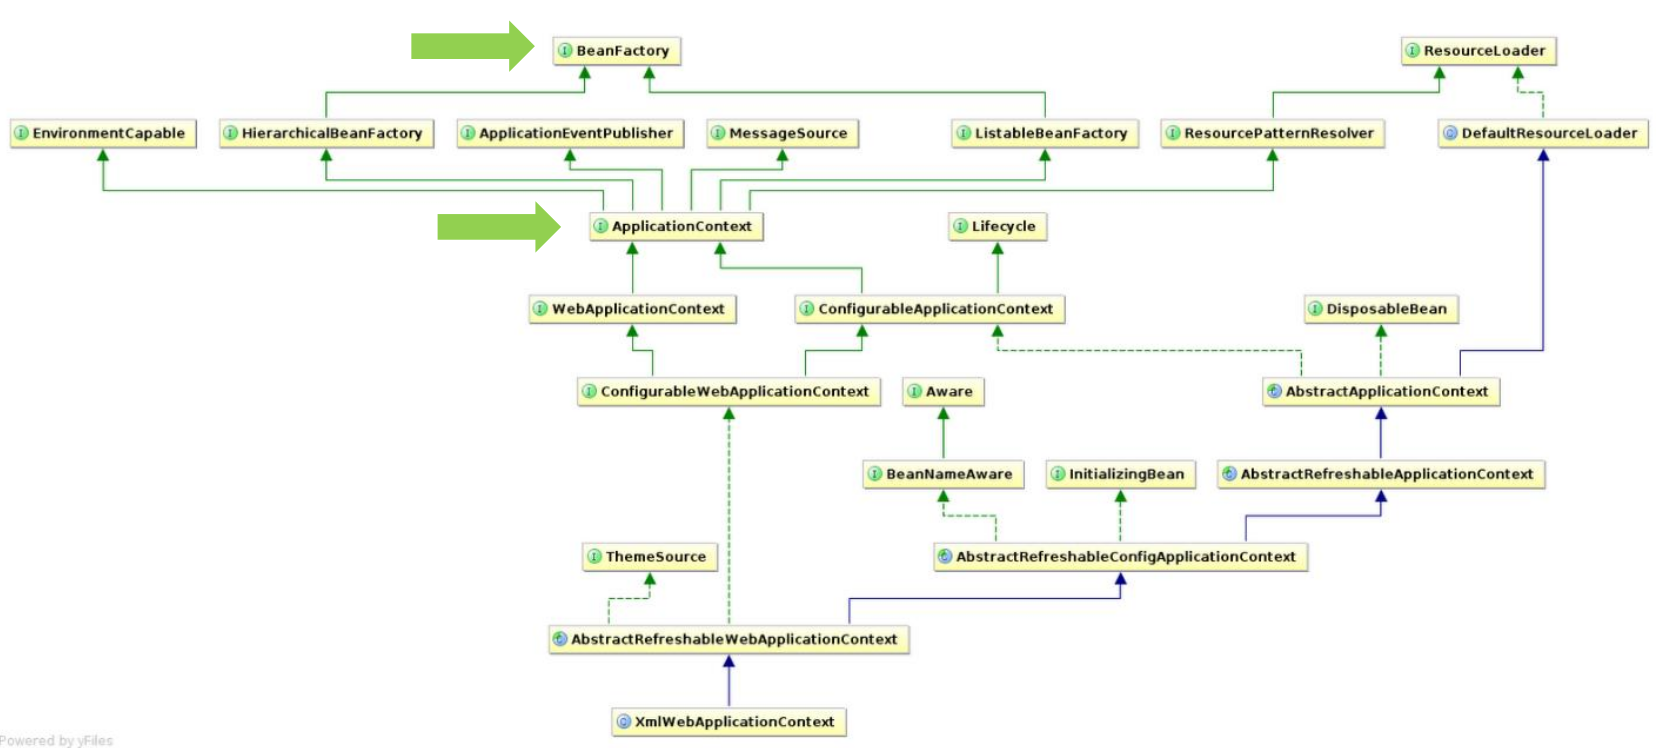 BeanFactory
ResourceLoader
EnvironmentCapable
HierarchicalBeanFactory
ApplicationEventPublisher
MessageSource
ListableBeanFactory
ResourcePatternResolver
DefaultResourceLoader
ApplicationContext
Lifecycle
WebApplicationContext
ConfigurableApplicationContext
DisposableBean
ConfigurableWebApplicationContext
Aware
AbstractApplicationContext
BeanNameAware
InitializingBean
AbstractRefreshableApplicationContext
ThemeSource
AbstractRefreshableConfigApplicationContext
AbstractRefreshableWebApplicationContext
XmlWebApplicationContext
Powered by yFiles